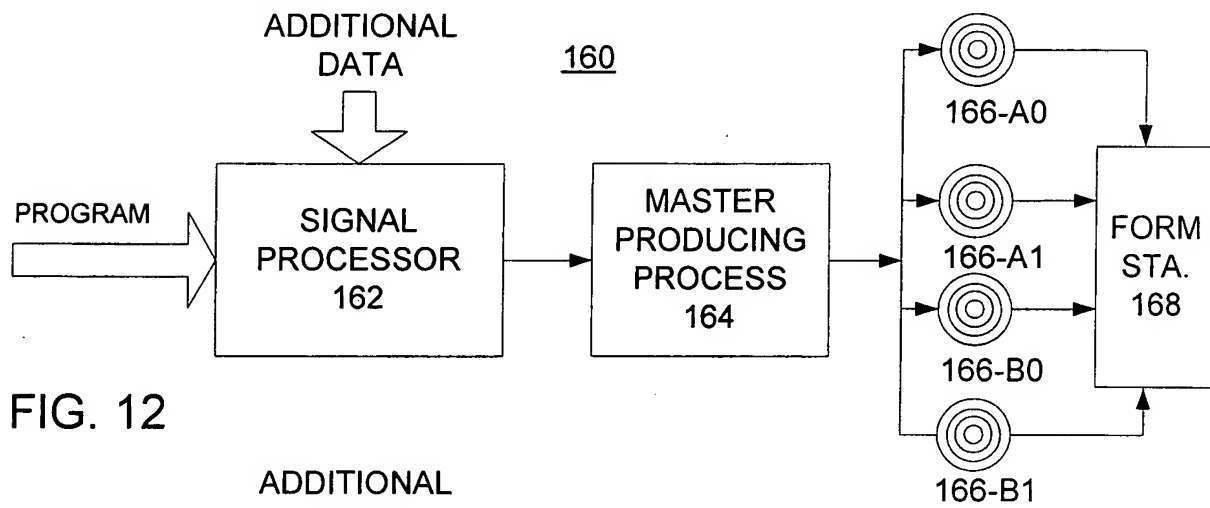 ADDITIONAL
DATA
160
166-A0
PROGRAM
SIGNAL
PROCESSOR
162
MASTER
PRODUCING
PROCESS
164
166-A1
FORM
STA.
168
166-B0
FIG. 12
166-B1
ADDITIONAL